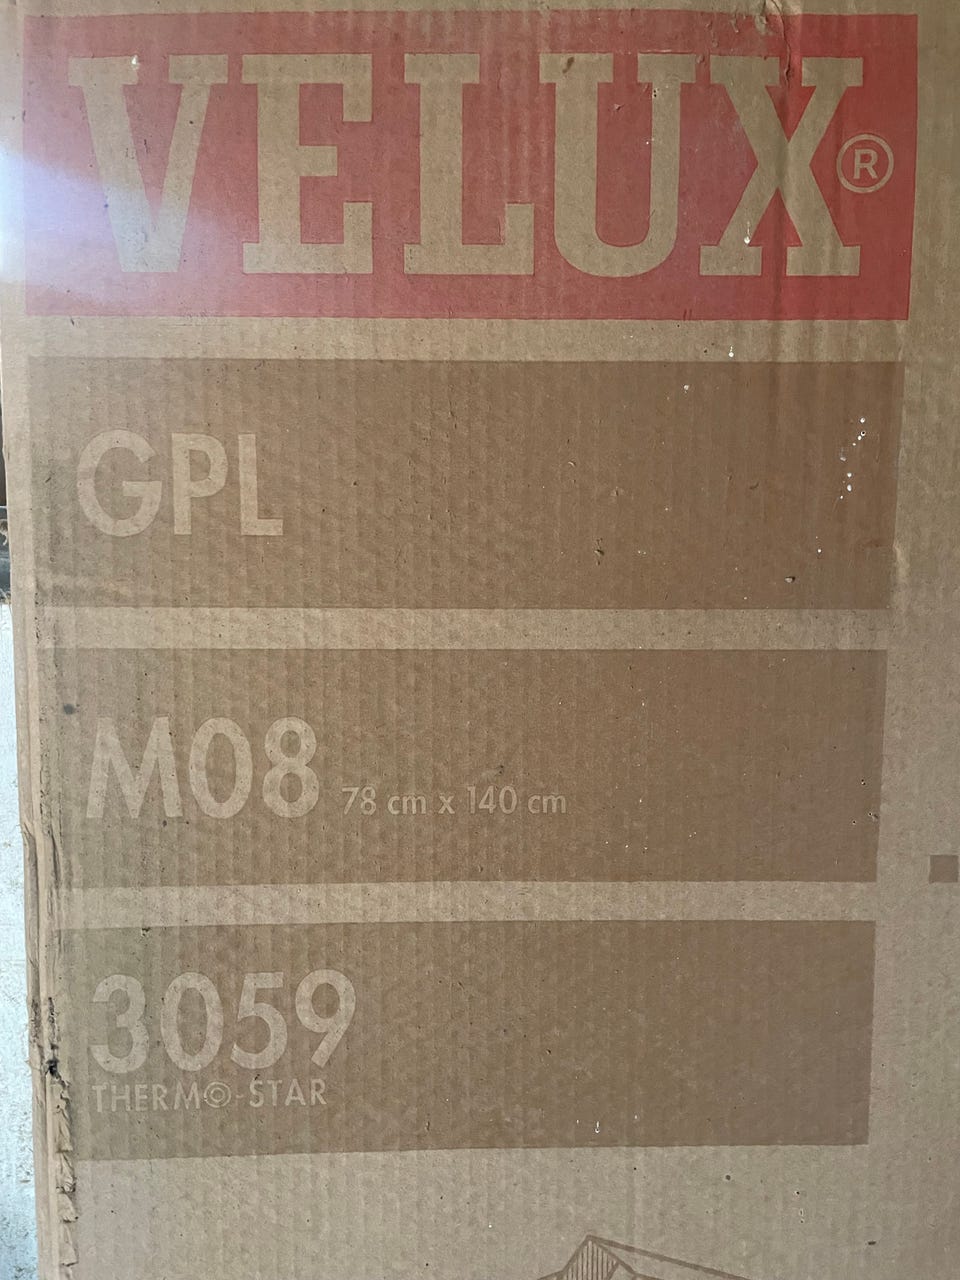 VELUX®
GPL
M08 78 cm x 140 cm
3059
THERMO-STAR